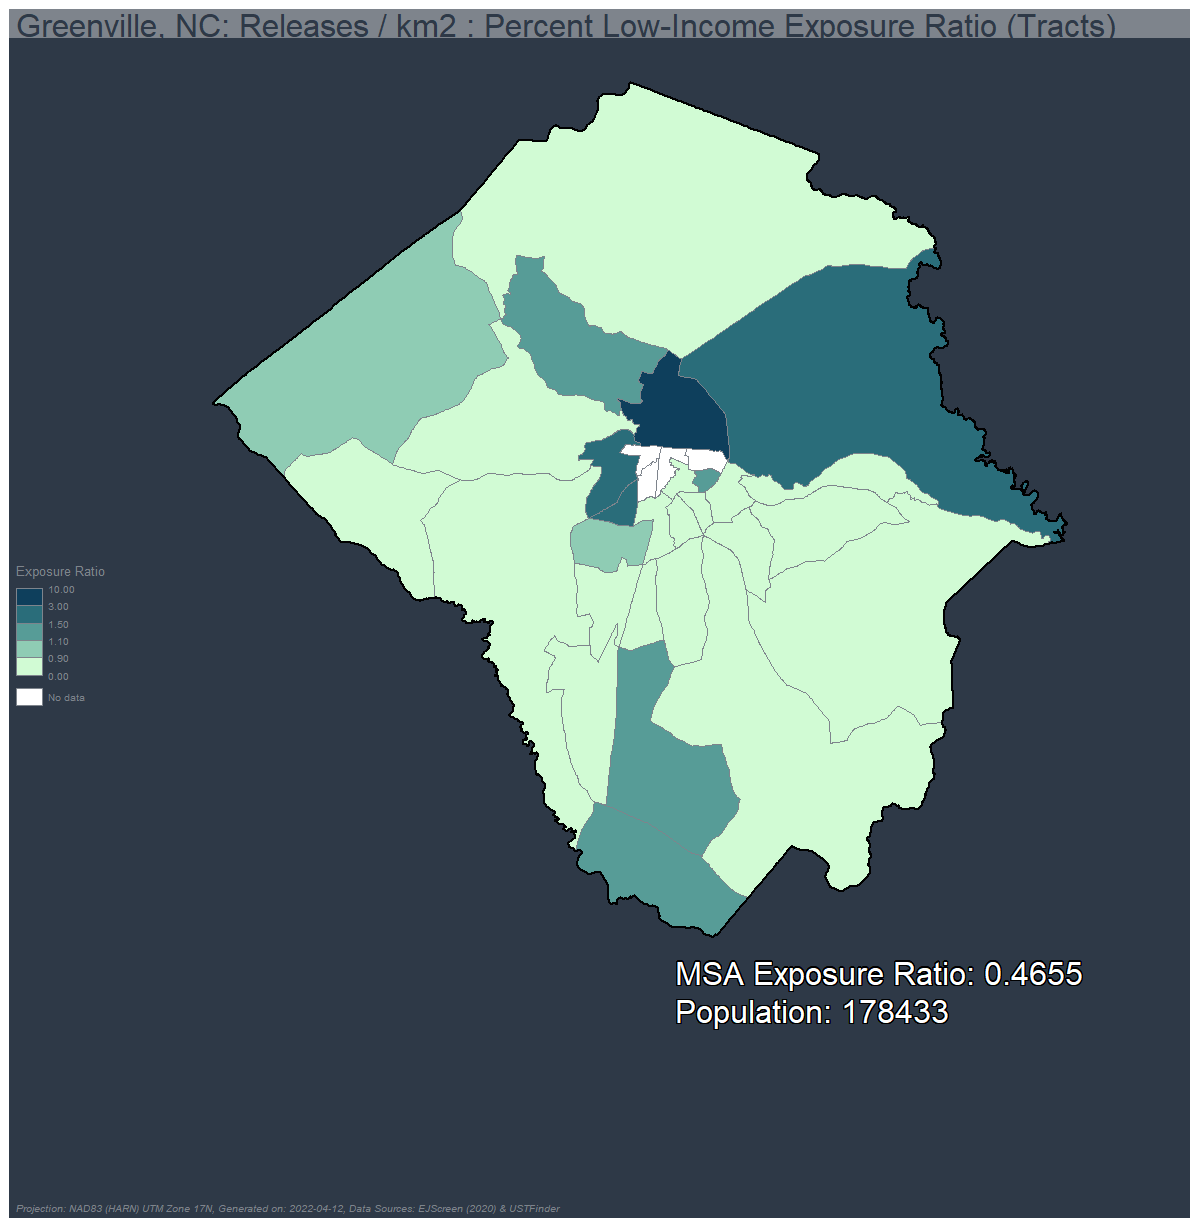 Greenville, NC: Releases / km2 : Percent Low-Income Exposure Ratio (Tracts)
Exposure Ratio
10.00
3.00
1.50
1.10
0.90
0.00
No data
MSA Exposure Ratio: 0.4655
Population: 178433
Projection: NAD83 (HARN) UTM Zone 17N, Generated on: 2022-04-12, Data Sources: EJScreen (2020) & USTFinder